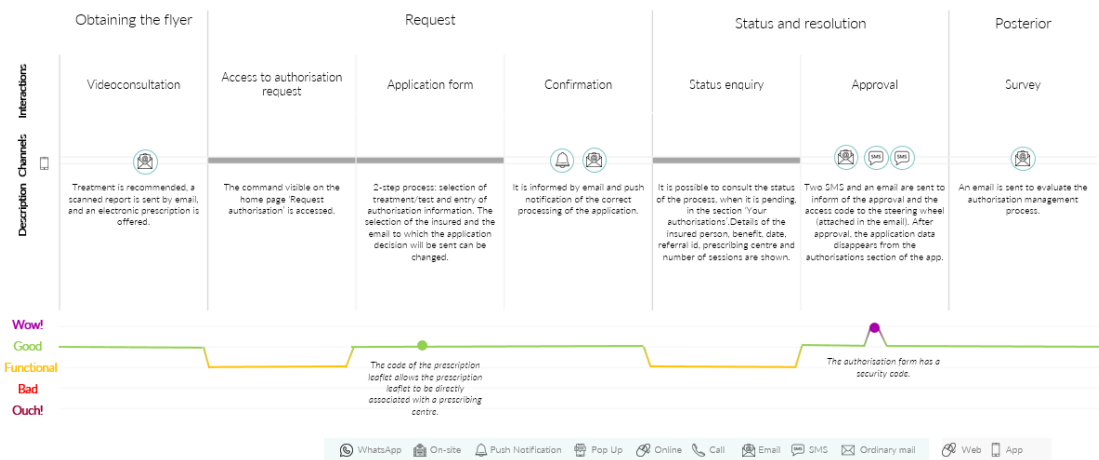 Obtaining the flyer
Request
Status and resolution
Posterior
Interactions
Videoconsultation
Access to authorisation
request
Application form
Confirmation
Status enquiry
Approval
Survey
Channels
SMS
SMS
Description
Treatment is recommended, a
scanned report is sent by email,
and an electronic prescription is
offered.
The command visible on the
home page 'Request
authorisation' is accessed.
2-step process: selection of
treatment/test and entry of
authorisation information. The
selection of the insured and the
email to which the application
decision will be sent can be
changed.
It is informed by email and push
notification of the correct
processing of the application.
It is possible to consult the status
of the process, when it is pending,
in the section 'Your
authorisations'.Details of the
insured person, benefit, date,
referral id, prescribing centre and
number of sessions are shown.
Two SMS and an email are sent to
inform of the approval and the
access code to the steering wheel
(attached in the email). After
approval, the application data
disappears from the
authorisations section of the app.
An email is sent to evaluate the
authorisation management
process.
Wow!
Good
Functional
Bad
Ouch!
The code of the prescription
leaflet allows the prescription
leaflet to be directly
associated with a prescribing
centre.
The authorisation form has a
security code.
WhatsApp On-site Push Notification Pop Up Online Call Email SMS Ordinary mail Web App